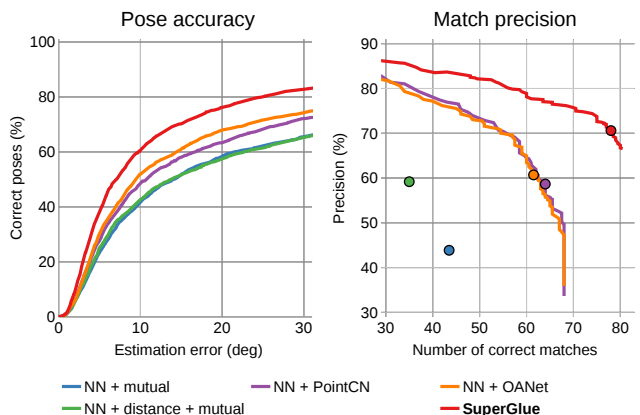 Pose accuracy
Match precision
100
80
60
40
20
0
Correct poses (%)
0
10
20
30
Estimation error (deg)
90
80
70
60
50
40
30
Precision (%)
30
40
50
60
70
80
Number of correct matches
NN + mutual
NN + PointCN
NN + OANet
NN + distance + mutual
SuperGlue